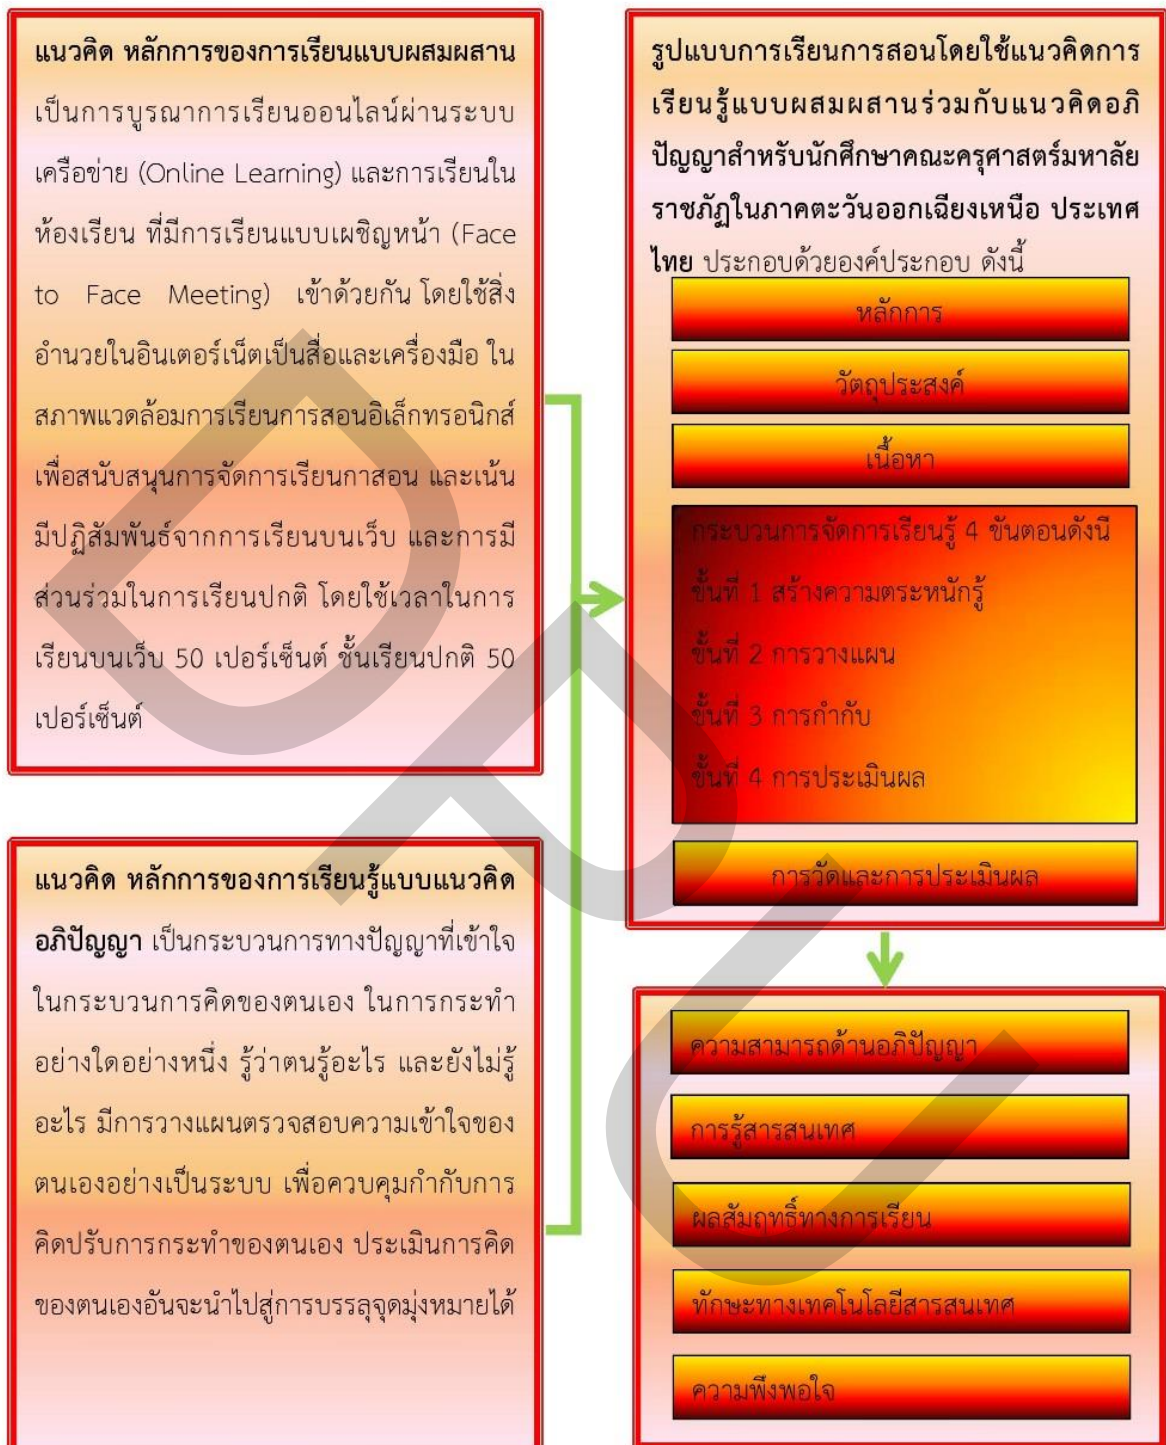 แนวคิด หลักการของการเรียนแบบผสมผสาน
เป็นการบูรณาการเรียนออนไลน์ผ่านระบบ
เครือข่าย (Online Learning) และการเรียนใน
ห้องเรียน ที่มีการเรียนแบบเผชิญหน้า (Face
to Face Meeting) เข้าด้วยกัน โดยใช้สิ่ง
อำนวยในอินเตอร์เน็ตเป็นสื่อและเครื่องมือ ใน
สภาพแวดล้อมการเรียนการสอนอิเล็กทรอนิกส์
เพื่อสนับสนุนการจัดการเรียนกาสอน และเน้น
มีปฏิสัมพันธ์จากการเรียนบนเว็บ และการมี
ส่วนร่วมในการเรียนปกติ โดยใช้เวลาในการ
เรียนบนเว็บ 50 เปอร์เซ็นต์ ชั้นเรียนปกติ 50
เปอร์เซ็นต์
แนวคิด หลักการของการเรียนรู้แบบแนวคิด
อภิปัญญา เป็นกระบวนการทางปัญญาที่เข้าใจ
ในกระบวนการคิดของตนเอง ในการกระทำ
อย่างใดอย่างหนึ่ง รู้ว่าตนรู้อะไร และยังไม่รู้
อะไร มีการวางแผนตรวจสอบความเข้าใจของ
ตนเองอย่างเป็นระบบ เพื่อควบคุมกำกับการ
คิดปรับการกระทำของตนเอง ประเมินการคิด
ของตนเองอันจะนำไปสู่การบรรลุจุดมุ่งหมายได้
รูปแบบการเรียนการสอนโดยใช้แนวคิดการ
เรียนรู้แบบผสมผสานร่วมกับแนวคิดอภิ
ปัญญาสำหรับนักศึกษาคณะครุศาสตร์มหาลัย
ราชภัฏในภาคตะวันออกเฉียงเหนือ ประเทศ
ไทย ประกอบด้วยองค์ประกอบ ดังนี้
หลักการ
วัตถุประสงค์
เนื้อหา
กระบวนการจัดการเรียนรู้ 4 ขั้นตอนดังนี้
ขั้นที่ 1 สร้างความตระหนักรู้
ขั้นที่ 2 การวางแผน
ขั้นที่ 3 การกำกับ
ขั้นที่ 4 การประเมินผล
การวัดและการประเมินผล
ความสามารถด้านอภิปัญญา
การรู้สารสนเทศ
ผลสัมฤทธิ์ทางการเรียน
ทักษะทางเทคโนโลยีสารสนเทศ
ความพึงพอใจ
DPU